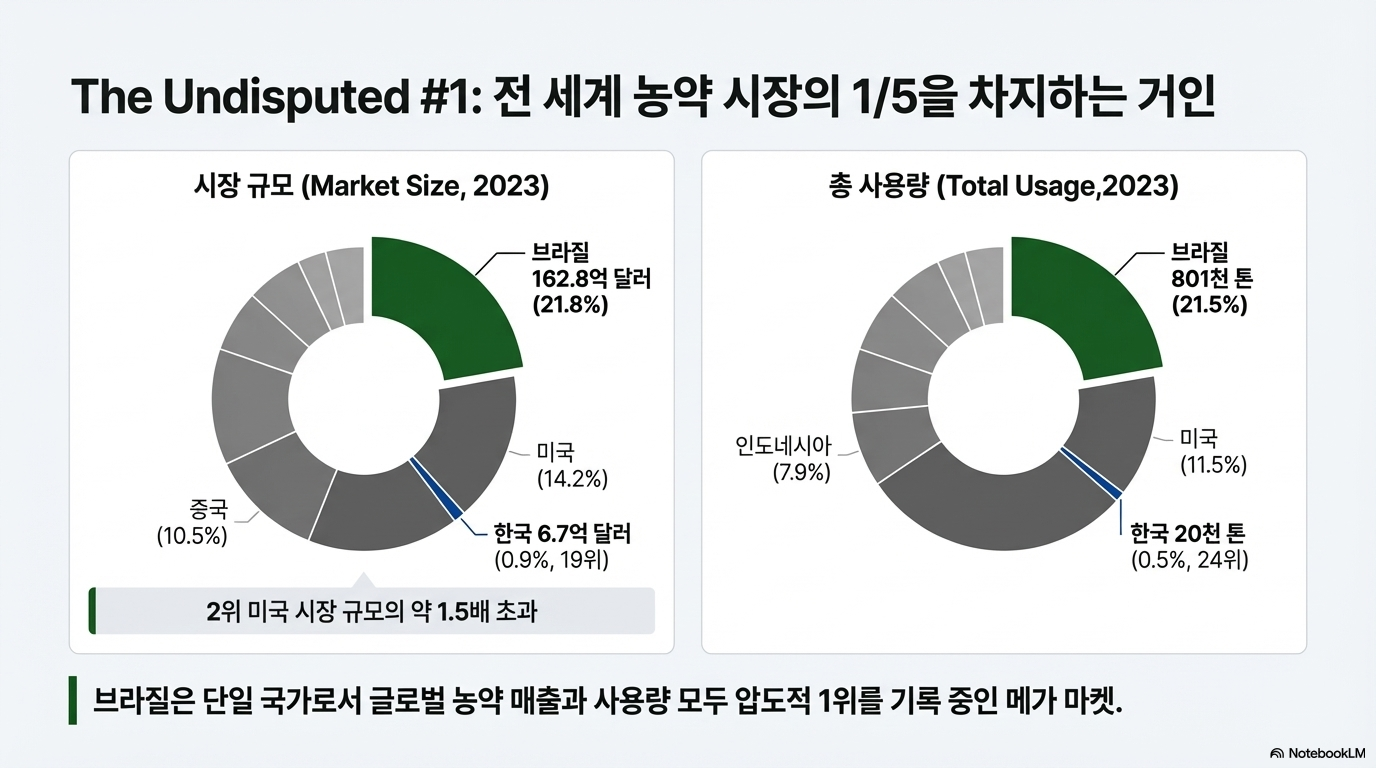 The Undisputed #1: 전 세계 농약 시장의 1/5을 차지하는 거인
시장 규모 (Market Size, 2023)
브라질
162.8억 달러
(21.8%)
미국
(14.2%)
중국
(10.5%)
한국 6.7억 달러
(0.9%, 19위)
2위 미국 시장 규모의 약 1.5배 초과
총 사용량 (Total Usage,2023)
브라질
801천 톤
(21.5%)
인도네시아
(7.9%)
미국
(11.5%)
한국 20천 톤
(0.5%, 24위)
브라질은 단일 국가로서 글로벌 농약 매출과 사용량 모두 압도적 1위를 기록 중인 메가 마켓.
NotebookLM